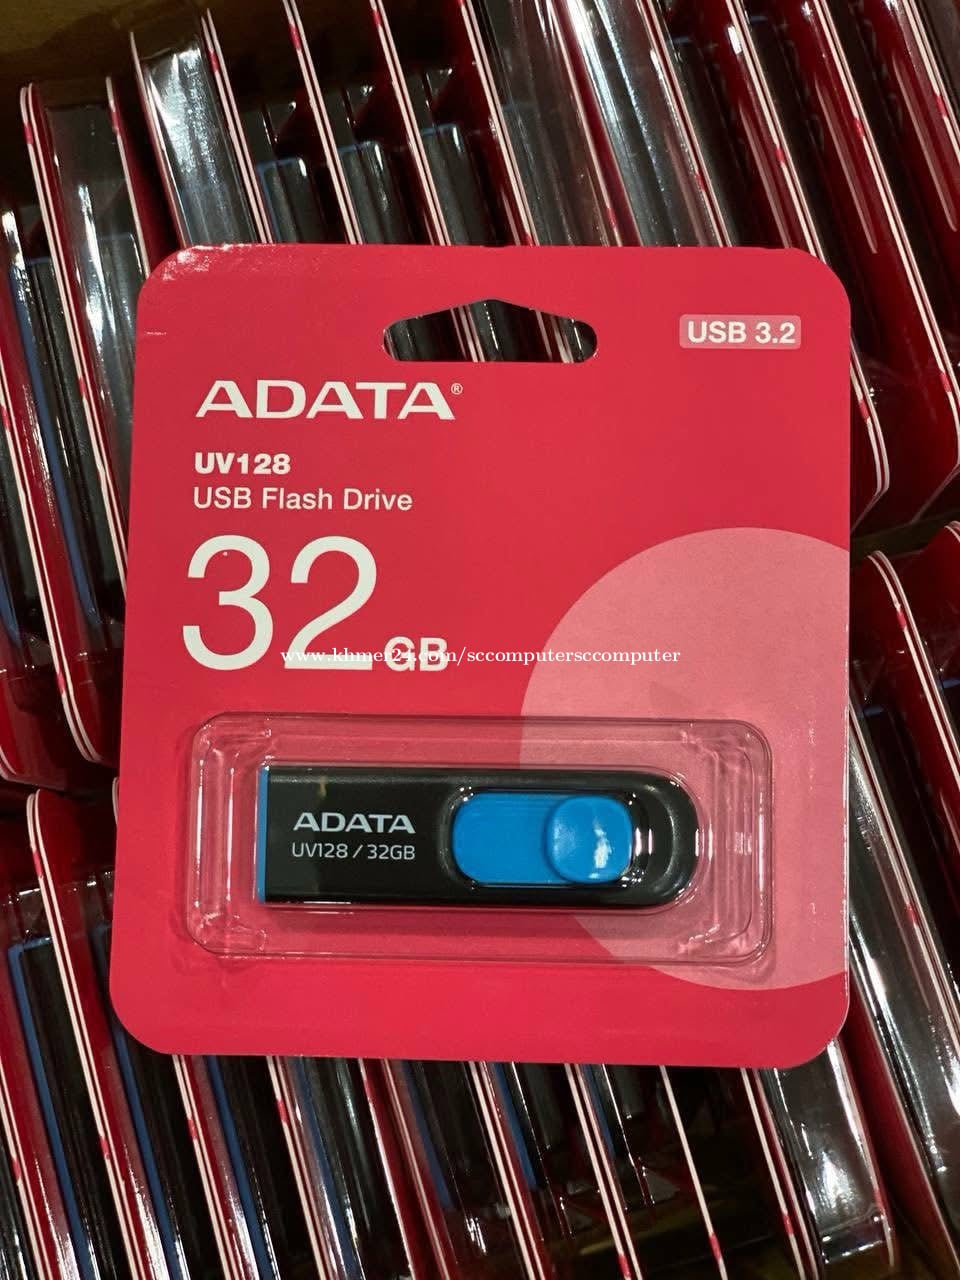 USB 3.2
ADATA®
UV128
USB Flash Drive
32GB
www.khmer24.com/sccomputersccomputer
ADATA
UV128 / 32GB